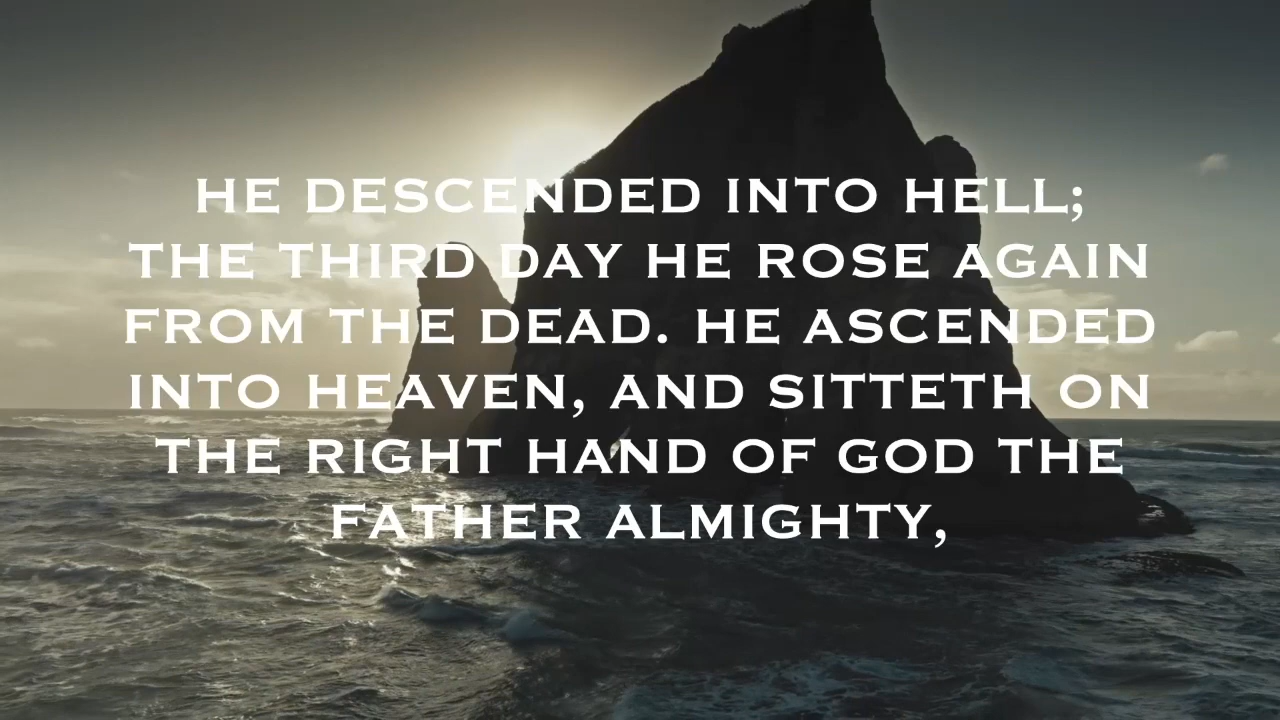 HE DESCENDED INTO HELL;
THE THIRD DAY HE ROSE AGAIN
FROM THE DEAD. HE ASCENDED
INTO HEAVEN, AND SITTETH ON
THE RIGHT HAND OF GOD THE
FATHER ALMIGHTY,